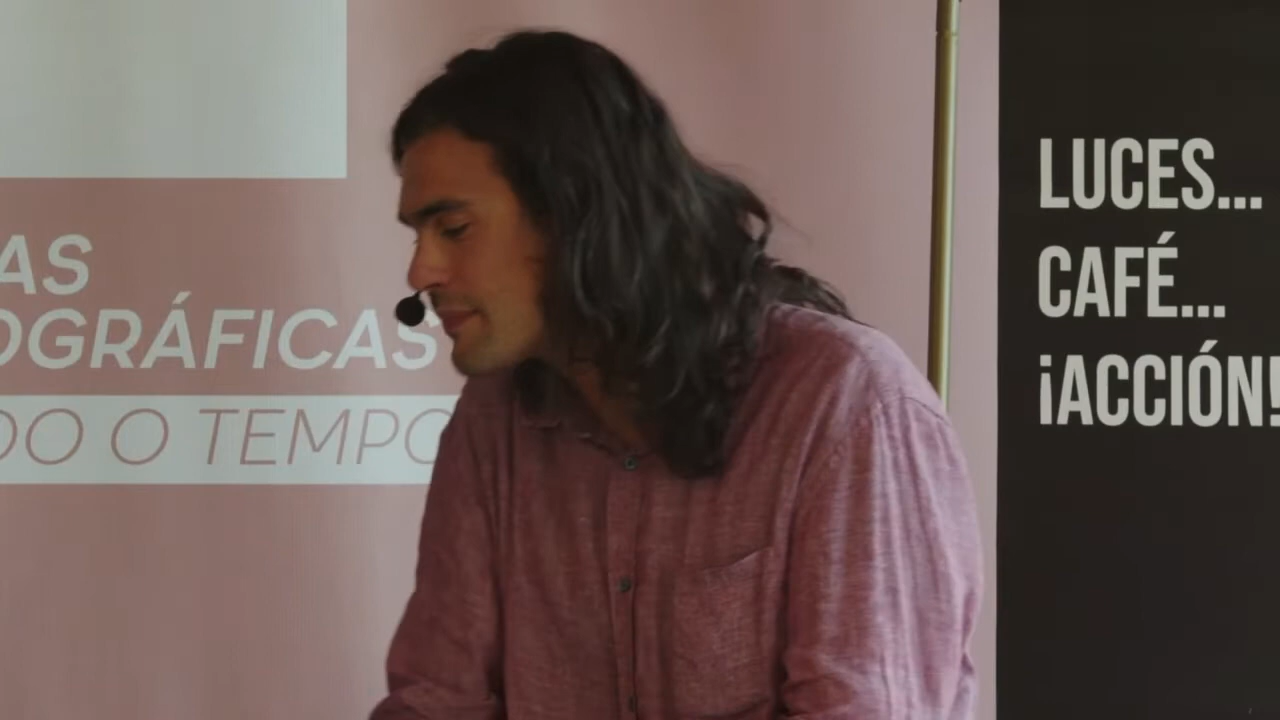 AS
OGRÁFICAS
DO O TEMPO
LUCES...
CAFÉ...
¡ACCIÓN!